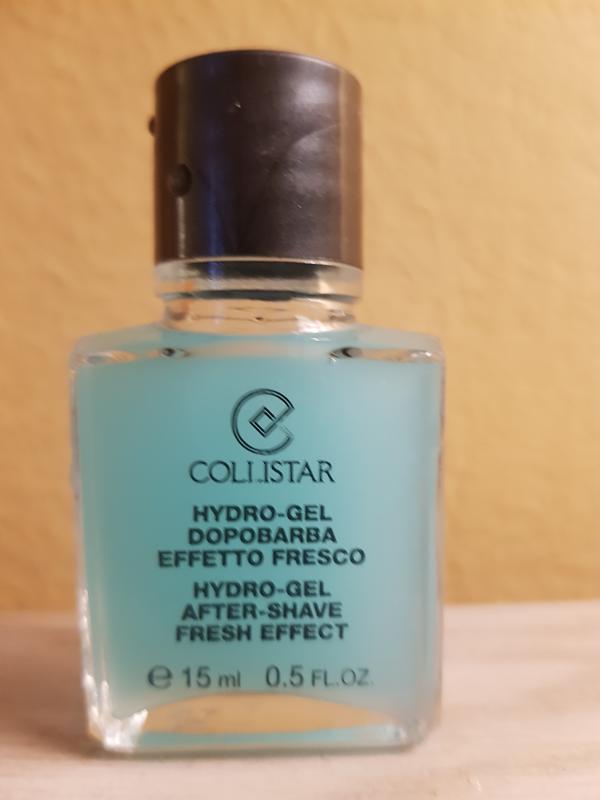 COLLISTAR
HYDRO-GEL
DOPOBARBA
EFFETTO FRESCO
HYDRO-GEL
AFTER-SHAVE
FRESH EFFECT
℮ 15 ml 0.5 FL.OZ.